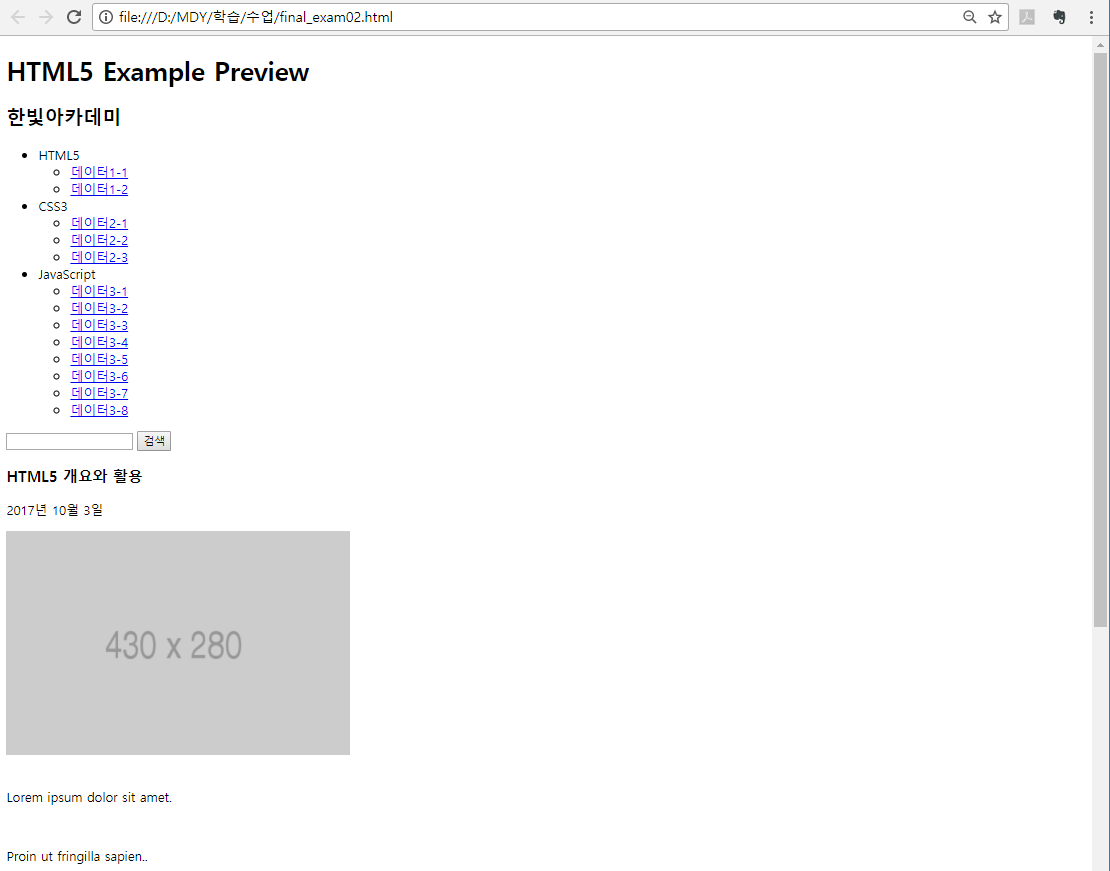 file:///D:/MDY/학습/수업/final_exam02.html
HTML5 Example Preview
한빛아카데미
HTML5
데이터1-1
데이터1-2
CSS3
데이터2-1
데이터2-2
데이터2-3
JavaScript
데이터3-1
데이터3-2
데이터3-3
데이터3-4
데이터3-5
데이터3-6
데이터3-7
데이터3-8
검색
HTML5 개요와 활용
2017년 10월 3일
430 x 280
Lorem ipsum dolor sit amet.
Proin ut fringilla sapien..